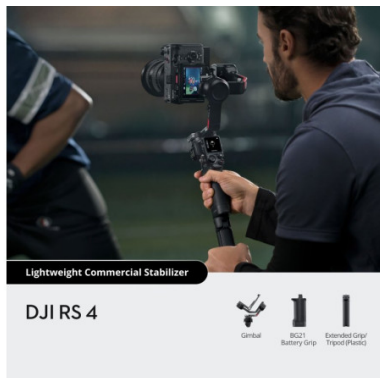 Lightweight Commercial Stabilizer
DJI RS 4
Gimbal
BG21
Battery Grip
Extended Grip/
Tripod (Plastic)